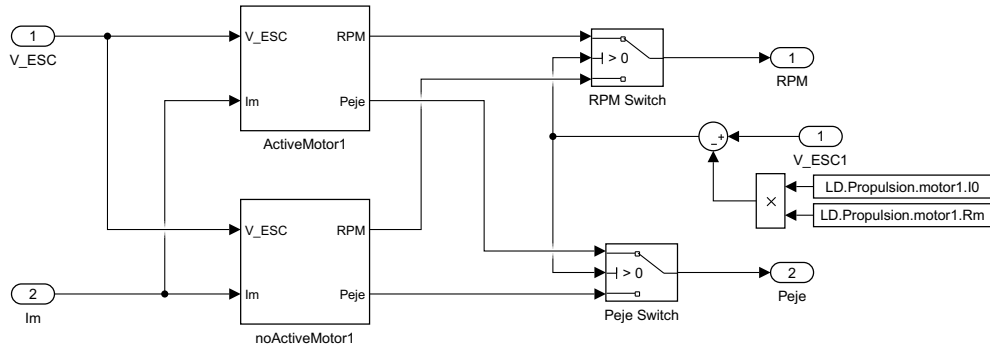 1
V_ESC
V_ESC
RPM
Im
Peje
ActiveMotor1
> 0
RPM Switch
1
RPM
+
−
1
V_ESC1
×
LD.Propulsion.motor1.I0
LD.Propulsion.motor1.Rm
V_ESC
RPM
Im
Peje
noActiveMotor1
2
Im
> 0
Peje Switch
2
Peje